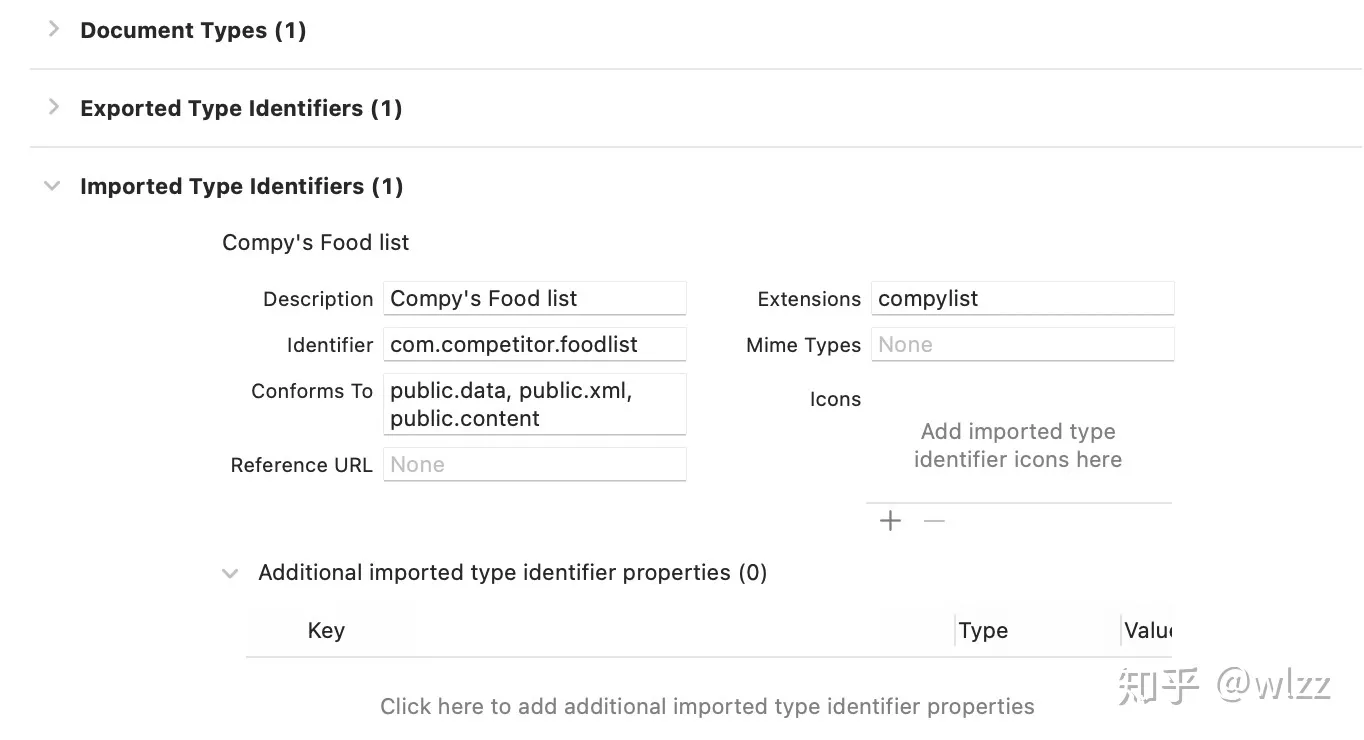 Document Types (1)
Exported Type Identifiers (1)
Imported Type Identifiers (1)
Compy's Food list
Description Compy's Food list
Extensions compylist
Identifier com.competitor.foodlist
Mime Types None
Conforms To public.data, public.xml,
public.content
Icons
Add imported type
identifier icons here
Reference URL None
Additional imported type identifier properties (0)
Key Type Value
Click here to add additional imported type identifier properties
知乎 @wlzz